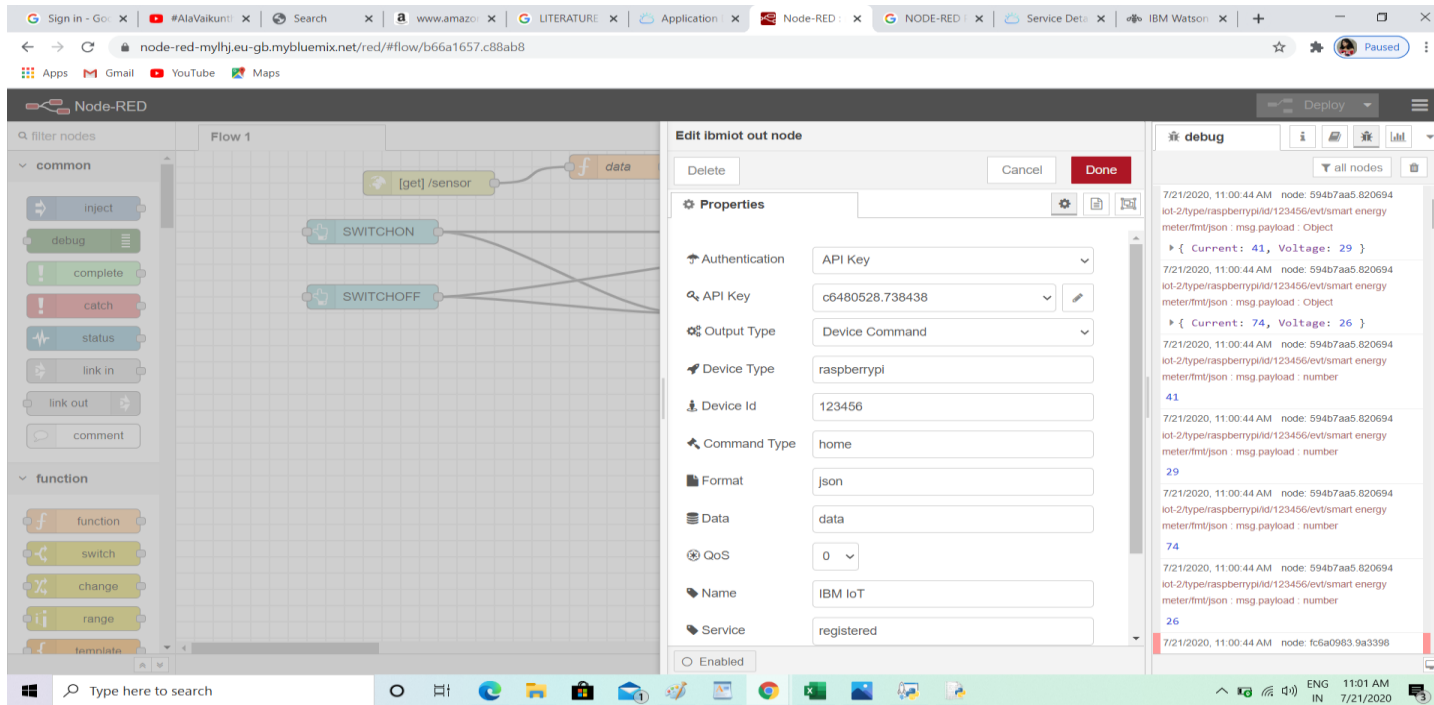 Sign in - Goo
#AlaVaikunt
Search
www.amazo
LITERATURE
Application
Node-RED :
NODE-RED
Service Deta
IBM Watson
node-red-mylhj.eu-gb.mybluemix.net/red/#flow/b66a1657.c88ab8
Paused
Apps Gmail YouTube Maps
Node-RED
Deploy
filter nodes
Flow 1
common
inject
debug
complete
catch
status
link in
link out
comment
function
function
switch
change
range
template
[get] /sensor
data
SWITCHON
SWITCHOFF
Edit ibmiot out node
Delete Cancel Done
Properties
Authentication API Key
API Key c6480528.738438
Output Type Device Command
Device Type raspberrypi
Device Id 123456
Command Type home
Format json
Data data
QoS 0
Name IBM IoT
Service registered
Enabled
debug
all nodes
7/21/2020, 11:00:44 AM node: 594b7aa5.820694
iot-2/type/raspberrypi/id/123456/evt/smart energy
meter/fmt/json : msg.payload : Object
{ Current: 41, Voltage: 29 }
7/21/2020, 11:00:44 AM node: 594b7aa5.820694
iot-2/type/raspberrypi/id/123456/evt/smart energy
meter/fmt/json : msg.payload : Object
{ Current: 74, Voltage: 26 }
7/21/2020, 11:00:44 AM node: 594b7aa5.820694
iot-2/type/raspberrypi/id/123456/evt/smart energy
meter/fmt/json : msg.payload : number
41
7/21/2020, 11:00:44 AM node: 594b7aa5.820694
iot-2/type/raspberrypi/id/123456/evt/smart energy
meter/fmt/json : msg.payload : number
29
7/21/2020, 11:00:44 AM node: 594b7aa5.820694
iot-2/type/raspberrypi/id/123456/evt/smart energy
meter/fmt/json : msg.payload : number
74
7/21/2020, 11:00:44 AM node: 594b7aa5.820694
iot-2/type/raspberrypi/id/123456/evt/smart energy
meter/fmt/json : msg.payload : number
26
7/21/2020, 11:00:44 AM node: fc6a0983.9a3398
Type here to search
ENG
IN
11:01 AM
7/21/2020